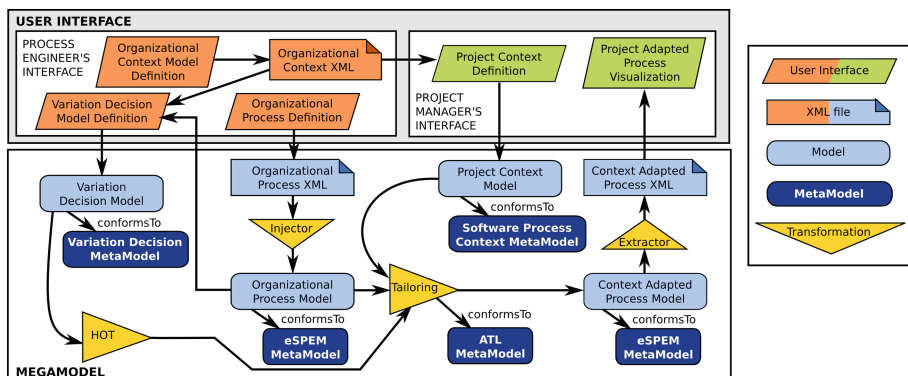 USER INTERFACE
PROCESS
ENGINEER'S
INTERFACE
Organizational
Context Model
Definition
Organizational
Context XML
Variation Decision
Model Definition
Organizational
Process Definition
Project Context
Definition
Project Adapted
Process
Visualization
PROJECT
MANAGER'S
INTERFACE
Variation
Decision Model
conformsTo
Variation Decision
MetaModel
Organizational
Process XML
Injector
Organizational
Process Model
conformsTo
eSPEM
MetaModel
HOT
Project Context
Model
conformsTo
Software Process
Context MetaModel
Tailoring
conformsTo
ATL
MetaModel
Context Adapted
Process XML
Extractor
Context Adapted
Process Model
conformsTo
eSPEM
MetaModel
MEGAMODEL
User Interface
XML file
Model
MetaModel
Transformation